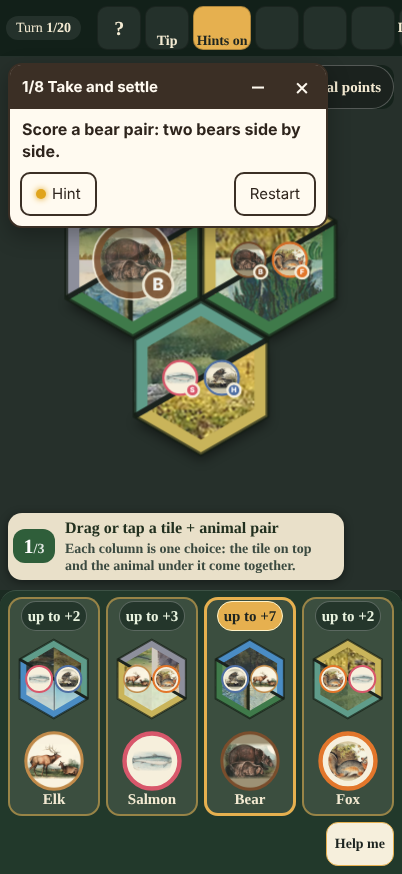 Turn 1/20
?
Tip
Hints on
1/8 Take and settle
al points
Score a bear pair: two bears side by
side.
Hint
Restart
B
B
F
S
H
1/3
Drag or tap a tile + animal pair
Each column is one choice: the tile on top
and the animal under it come together.
up to +2
up to +3
up to +7
up to +2
Elk
Salmon
Bear
Fox
Help me